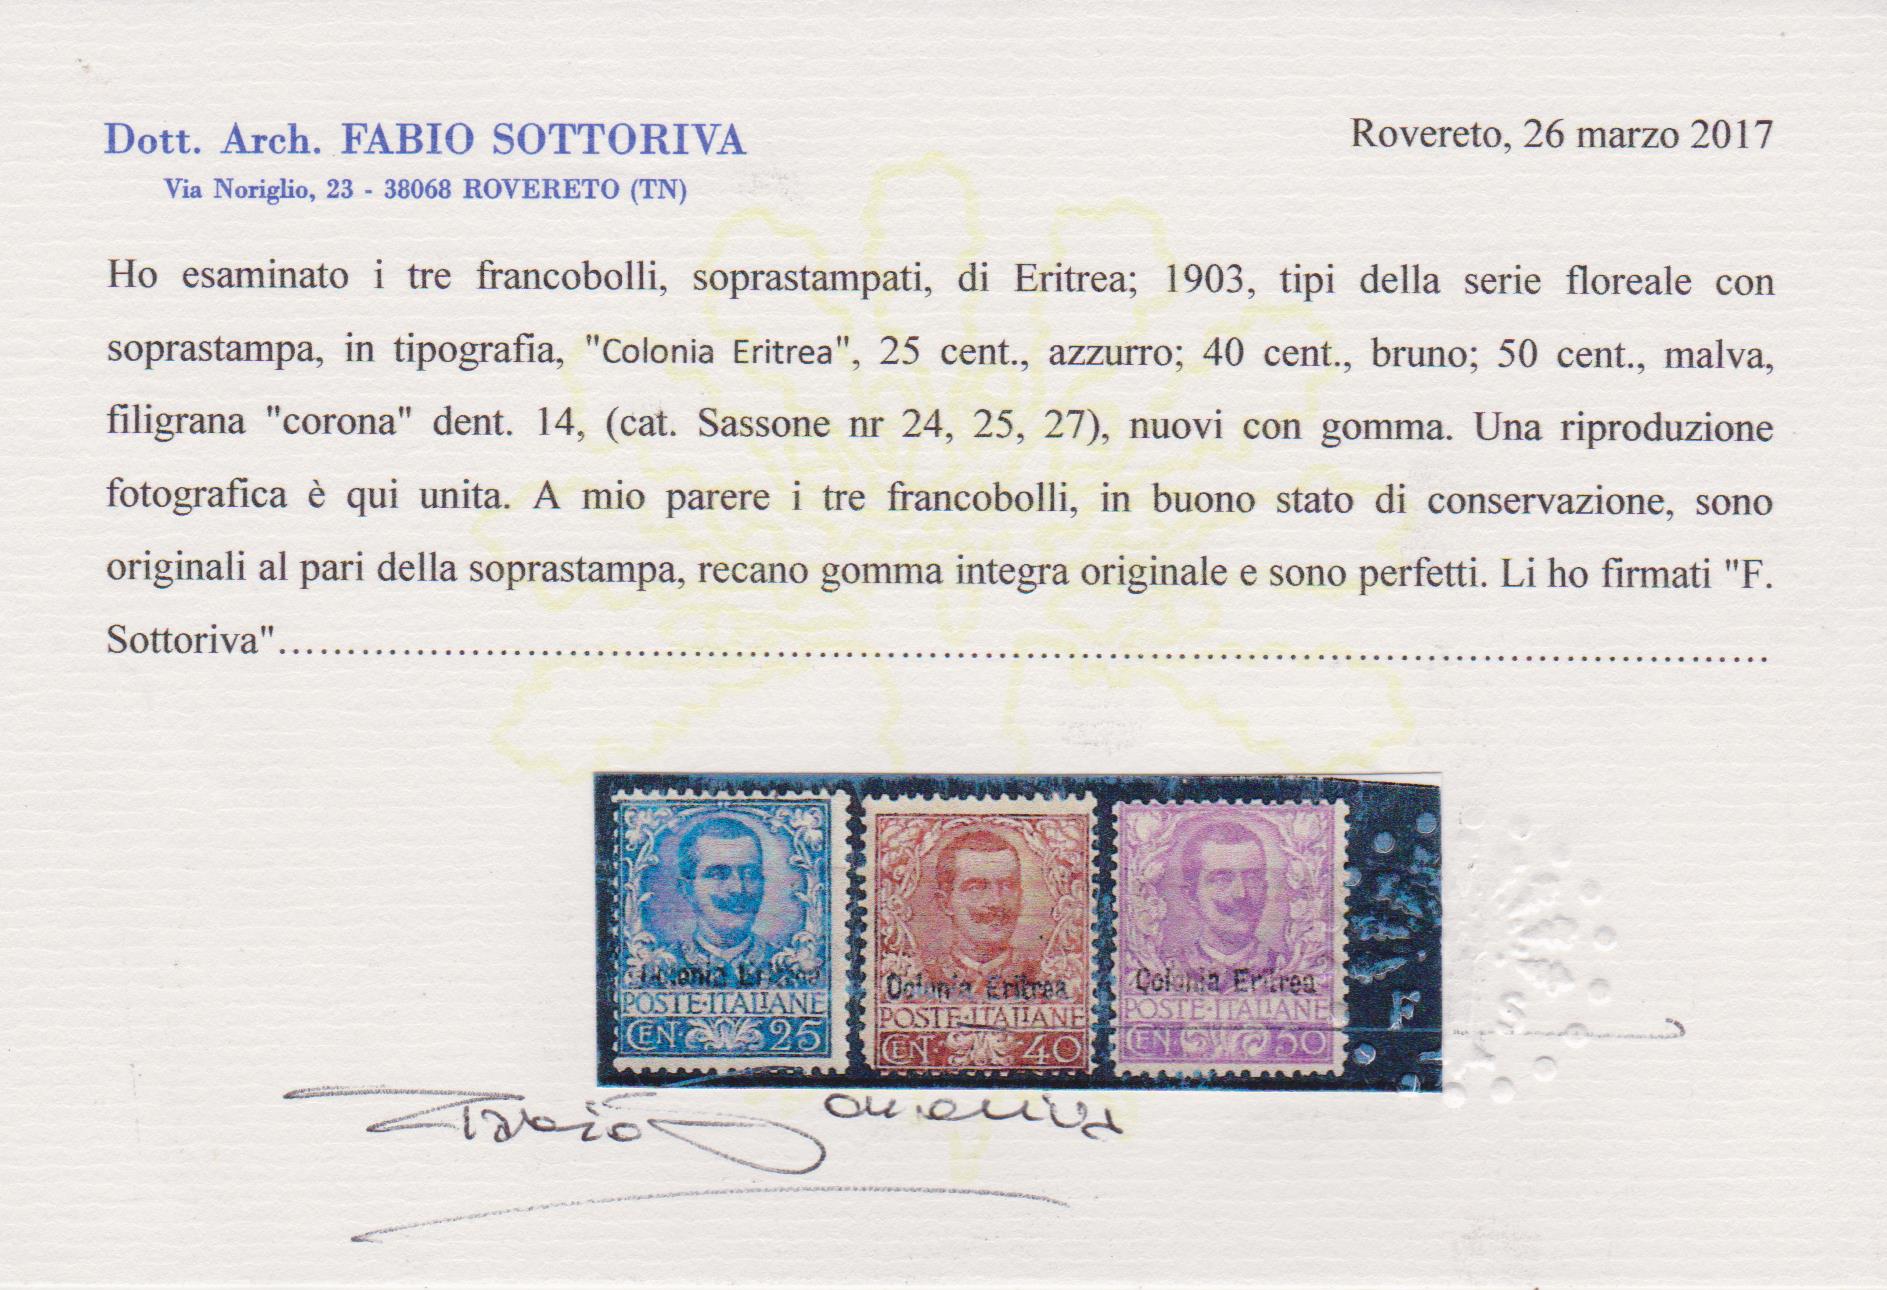 Dott. Arch. FABIO SOTTORIVA
Via Noriglio, 23 - 38068 ROVERETO (TN)
Rovereto, 26 marzo 2017
Ho esaminato i tre francobolli, soprastampati, di Eritrea; 1903, tipi della serie floreale con
soprastampa, in tipografia, "Colonia Eritrea", 25 cent., azzurro; 40 cent., bruno; 50 cent., malva,
filigrana "corona" dent. 14, (cat. Sassone nr 24, 25, 27), nuovi con gomma. Una riproduzione
fotografica è qui unita. A mio parere i tre francobolli, in buono stato di conservazione, sono
originali al pari della soprastampa, recano gomma integra originale e sono perfetti. Li ho firmati "F.
Sottoriva"....................................................................................................
Colonia Eritrea
POSTE·ITALIANE
CEN· 25
Colonia Eritrea
POSTE·ITALIANE
CEN· 40
Colonia Eritrea
POSTE·ITALIANE
CEN· 50
Fabio Sottoriva